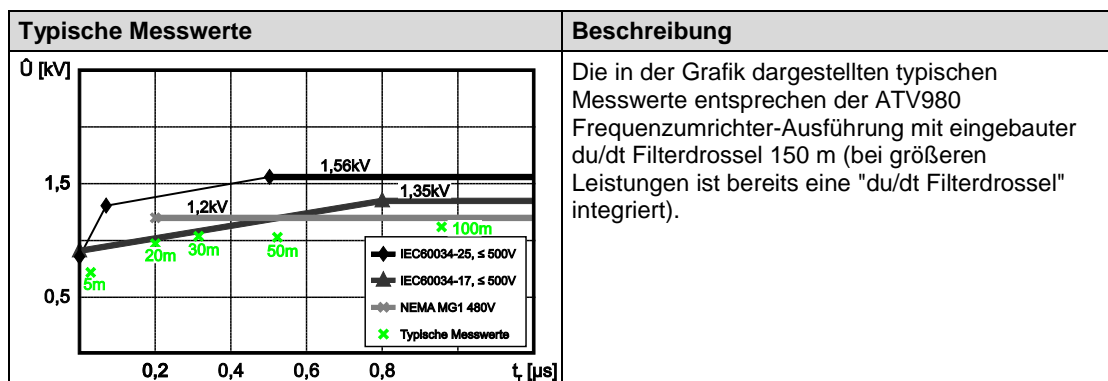 Typische Messwerte
Beschreibung
Û [kV]
1,56kV
1,5
1,35kV
1,2kV
100m
20m
30m
50m
5m
0,5
IEC60034-25, ≤ 500V
IEC60034-17, ≤ 500V
NEMA MG1 480V
Typische Messwerte
0,2
0,4
0,6
0,8
tr [µs]
Die in der Grafik dargestellten typischen
Messwerte entsprechen der ATV980
Frequenzumrichter-Ausführung mit eingebauter
du/dt Filterdrossel 150 m (bei größeren
Leistungen ist bereits eine "du/dt Filterdrossel"
integriert).